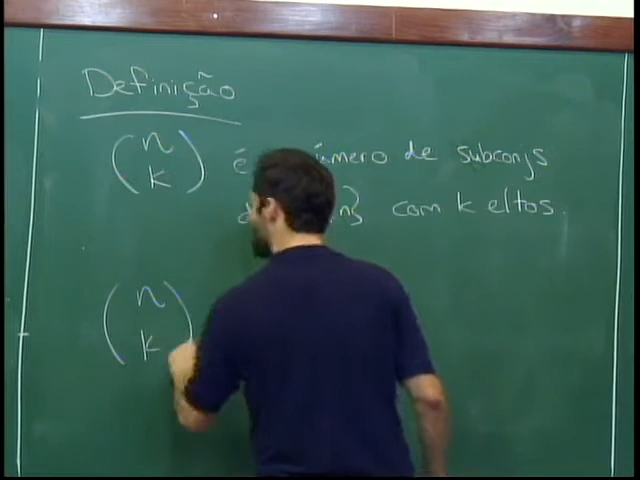 Definição
(n k) é número de subconjs
com k eltos.
(n k)